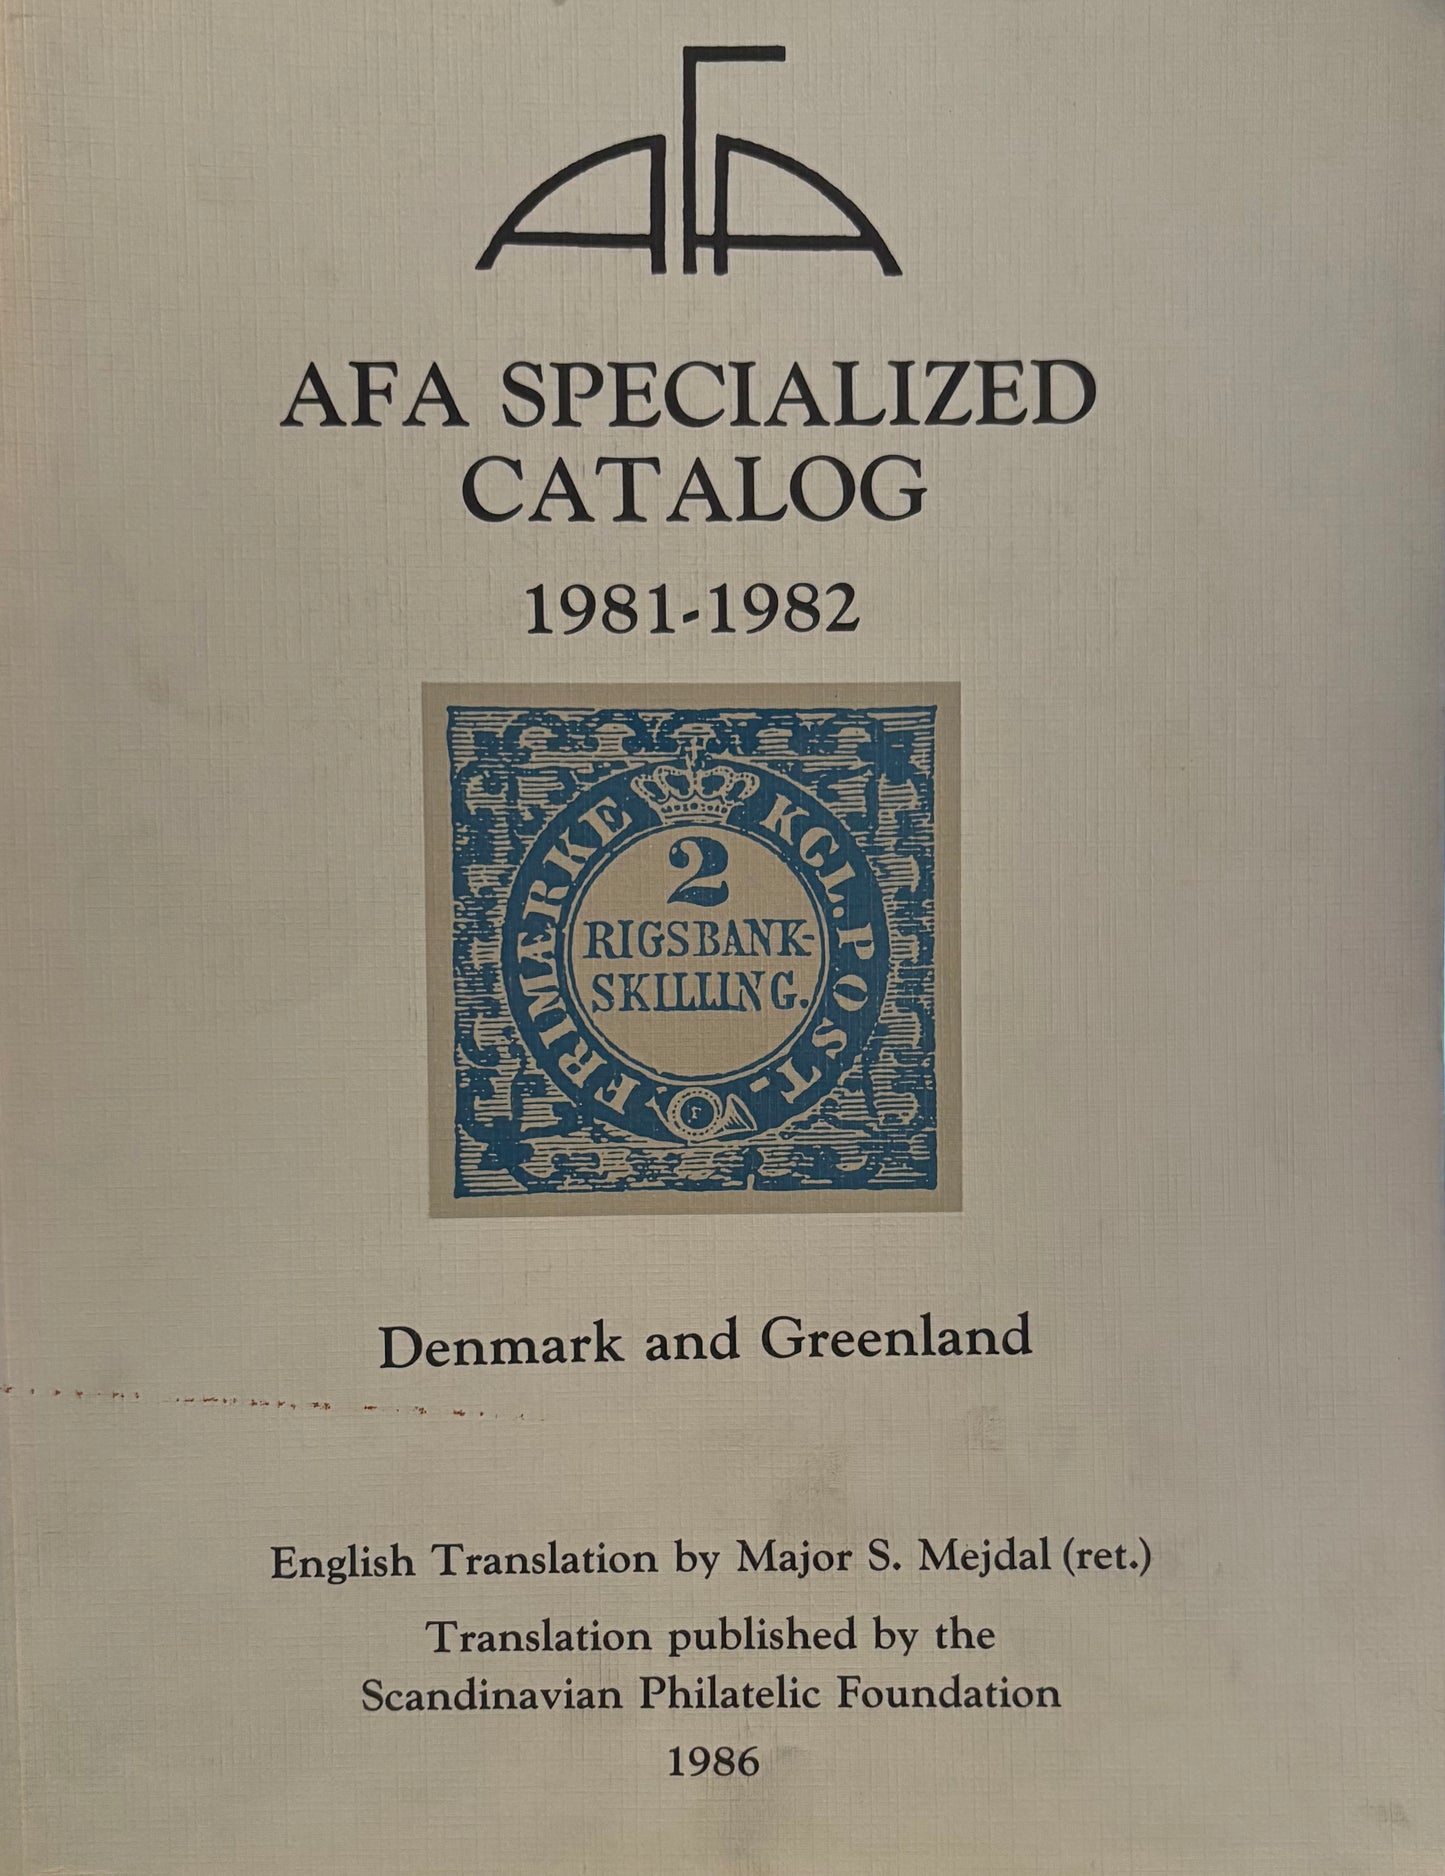 AFA
AFA SPECIALIZED
CATALOG
1981-1982
FRIMÆRKE KGL. POST.
2
RIGSBANK-
SKILLING.
F
Denmark and Greenland
English Translation by Major S. Mejdal (ret.)
Translation published by the
Scandinavian Philatelic Foundation
1986